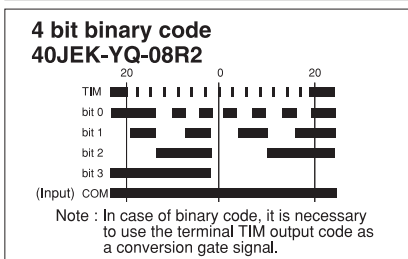 4 bit binary code
40JEK-YQ-08R2
20 0 20
TIM
bit 0
bit 1
bit 2
bit 3
(Input) COM
Note : In case of binary code, it is necessary
to use the terminal TIM output code as
a conversion gate signal.